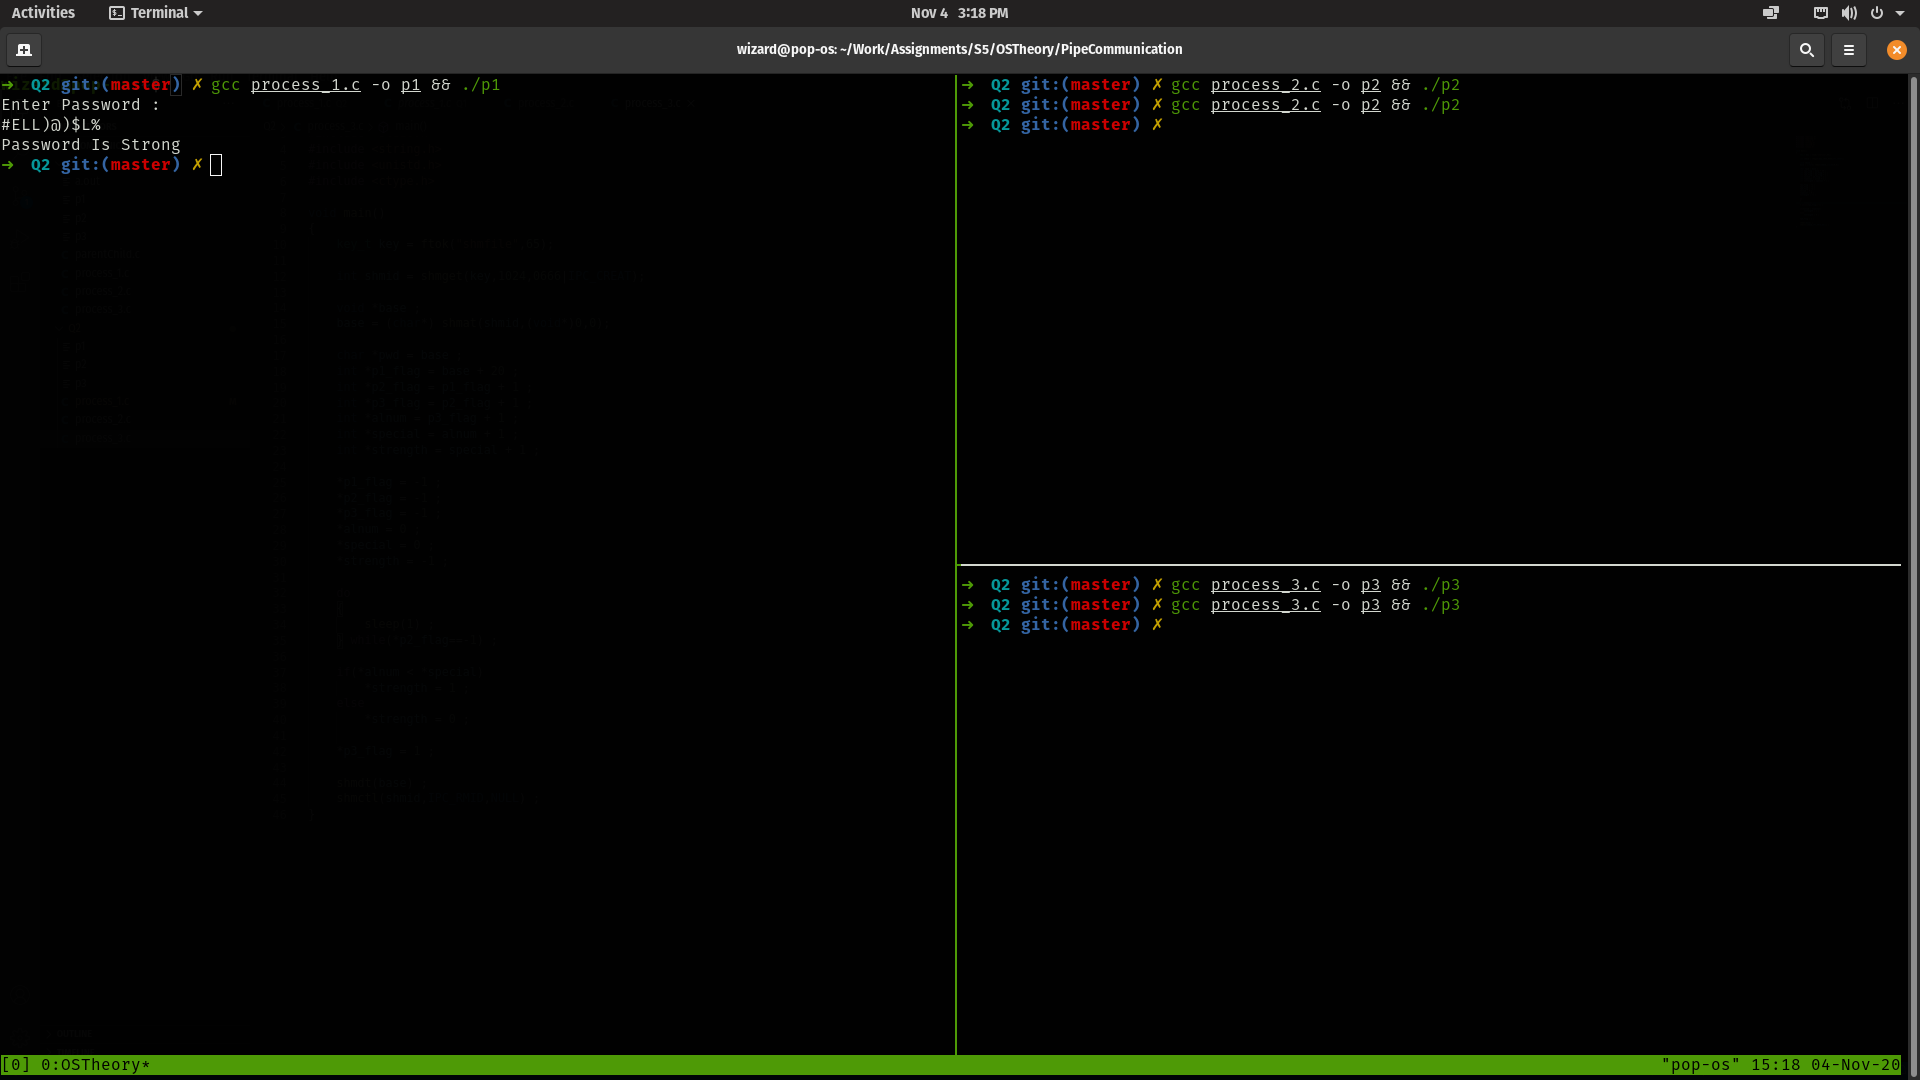 Activities Terminal Nov 4 3:18 PM
wizard@pop-os: ~/Work/Assignments/S5/OSTheory/PipeCommunication
➜ Q2 git:(master) ✗ gcc process_1.c -o p1 && ./p1
Enter Password :
#ELL)@)$L%
Password Is Strong
➜ Q2 git:(master) ✗
➜ Q2 git:(master) ✗ gcc process_2.c -o p2 && ./p2
➜ Q2 git:(master) ✗ gcc process_2.c -o p2 && ./p2
➜ Q2 git:(master) ✗
➜ Q2 git:(master) ✗ gcc process_3.c -o p3 && ./p3
➜ Q2 git:(master) ✗ gcc process_3.c -o p3 && ./p3
➜ Q2 git:(master) ✗
[0] 0:OSTheory* "pop-os" 15:18 04-Nov-20